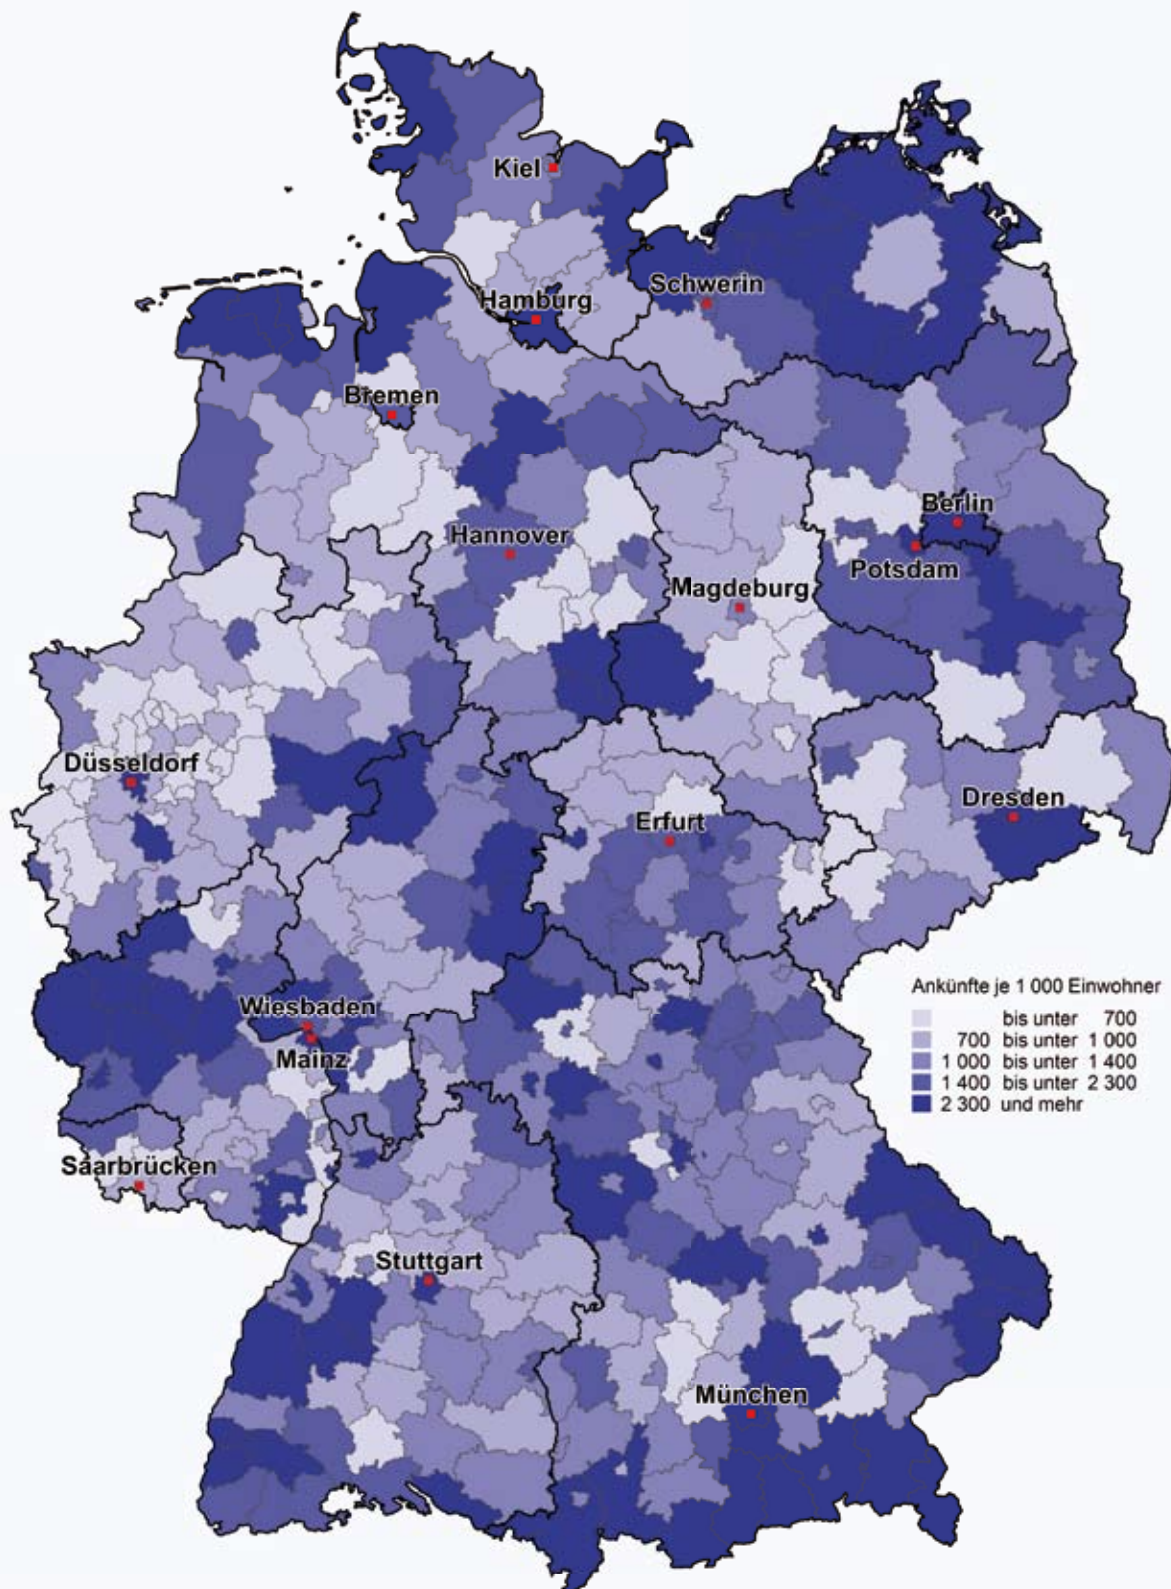 Kiel
Schwerin
Hamburg
Bremen
Berlin
Hannover
Potsdam
Magdeburg
Düsseldorf
Dresden
Erfurt
Ankünfte je 1 000 Einwohner
bis unter 700
700 bis unter 1 000
1 000 bis unter 1 400
1 400 bis unter 2 300
2 300 und mehr
Wiesbaden
Mainz
Saarbrücken
Stuttgart
München